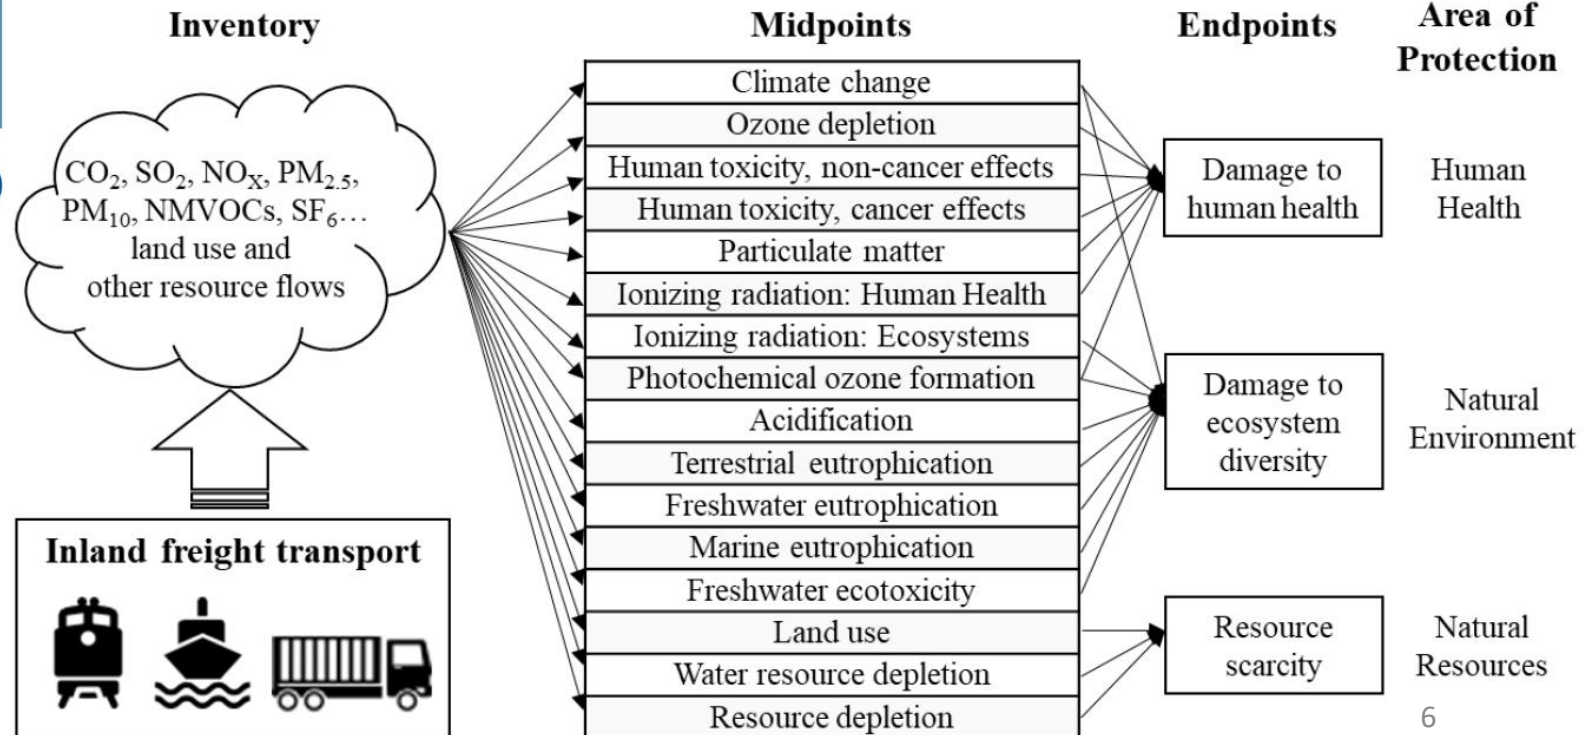 Inventory
Midpoints
Endpoints
Area of
Protection
CO₂, SO₂, NOₓ, PM₂.₅,
PM₁₀, NMVOCs, SF₆…
land use and
other resource flows
Inland freight transport
Climate change
Ozone depletion
Human toxicity, non-cancer effects
Human toxicity, cancer effects
Particulate matter
Ionizing radiation: Human Health
Ionizing radiation: Ecosystems
Photochemical ozone formation
Acidification
Terrestrial eutrophication
Freshwater eutrophication
Marine eutrophication
Freshwater ecotoxicity
Land use
Water resource depletion
Resource depletion
Damage to
human health
Damage to
ecosystem
diversity
Resource
scarcity
Human
Health
Natural
Environment
Natural
Resources
6